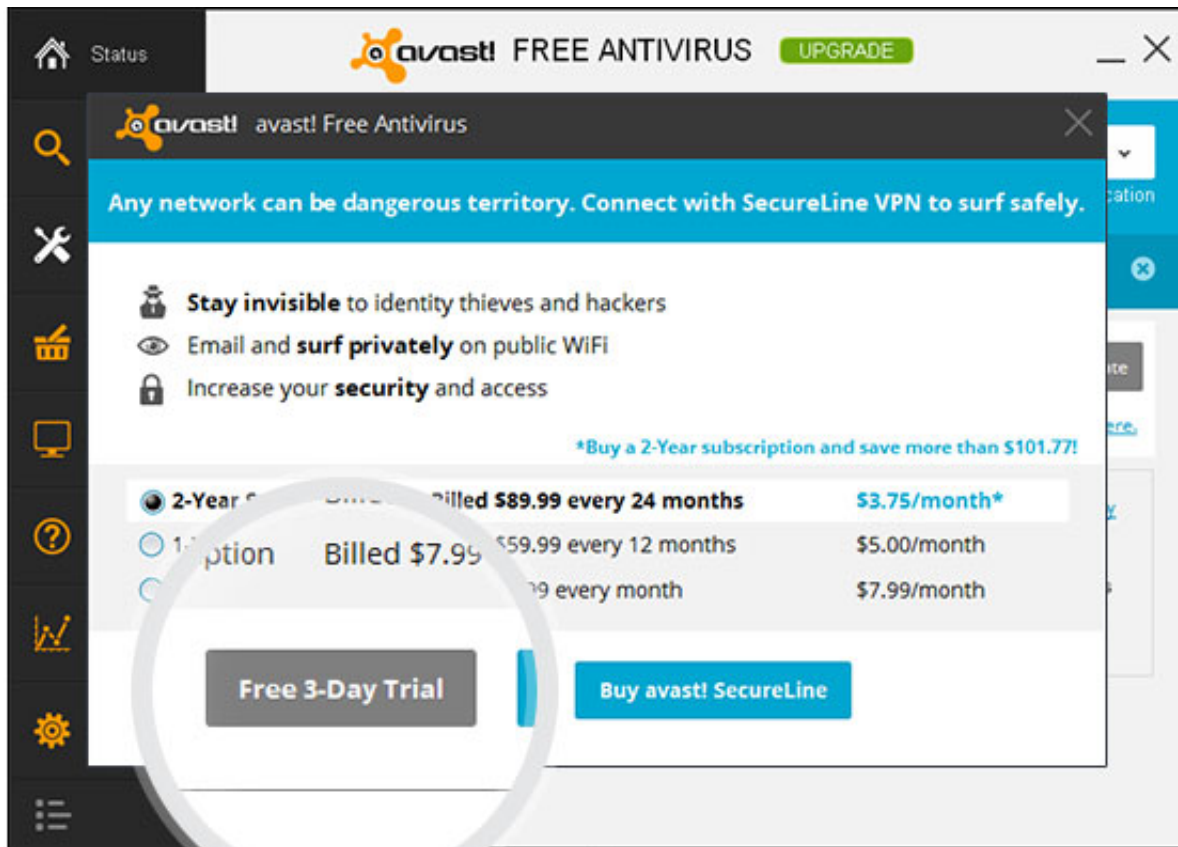 Status
avast! FREE ANTIVIRUS UPGRADE
avast! avast! Free Antivirus
Any network can be dangerous territory. Connect with SecureLine VPN to surf safely.
cation
Stay invisible to identity thieves and hackers
Email and surf privately on public WiFi
Increase your security and access
ere.
*Buy a 2-Year subscription and save more than $101.77!
2-Year Billed $89.99 every 24 months $3.75/month*
$59.99 every 12 months $5.00/month
ption Billed $7.99
99 every month $7.99/month
Free 3-Day Trial
Buy avast! SecureLine